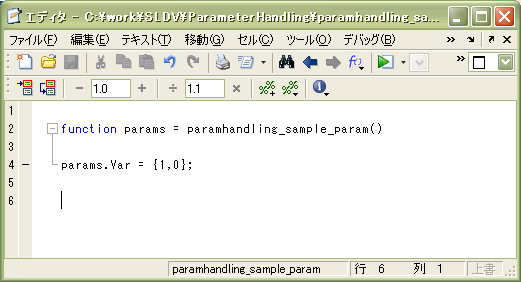 エディタ - C:¥work¥SLDV¥ParameterHandling¥paramhandling_sa...
ファイル(F) 編集(E) テキスト(T) 移動(G) セル(C) ツール(O) デバッグ(B)
1.0 1.1
1
2 function params = paramhandling_sample_param()
3
4 params.Var = {1,0};
5
6
paramhandling_sample_param 行 6 列 1 上書